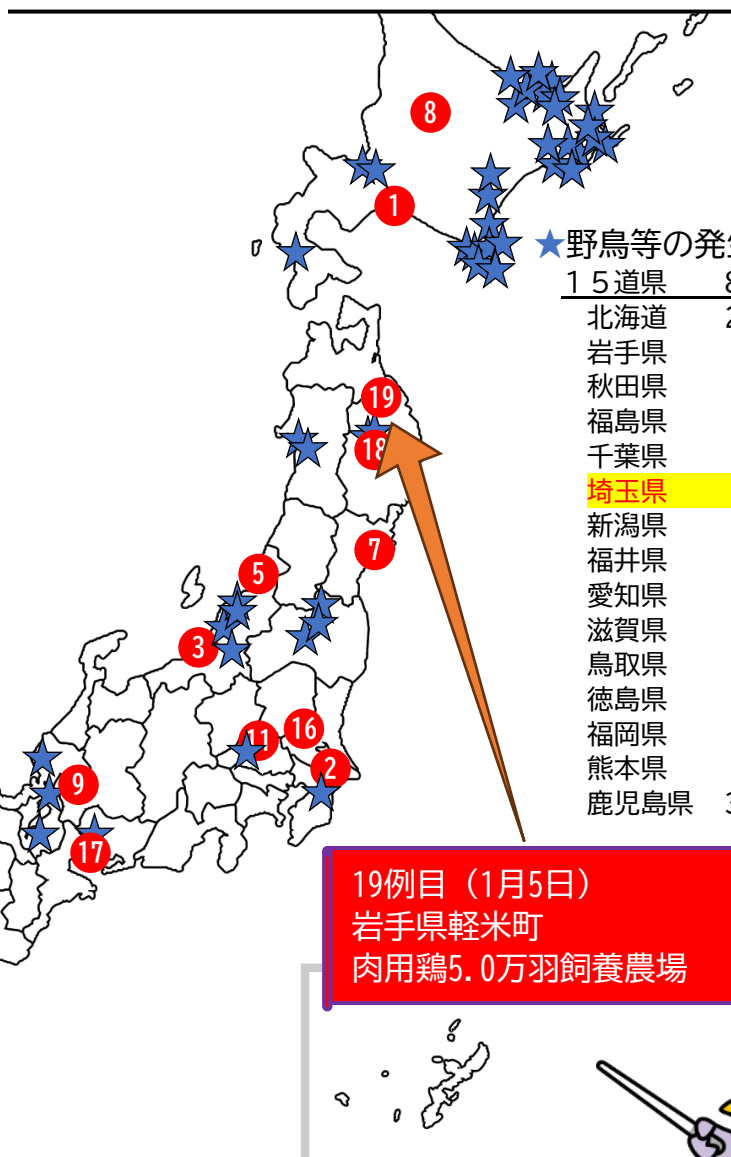 8
1
★野鳥等の発生
15道県 8
北海道 2
岩手県
秋田県
福島県
千葉県
埼玉県
新潟県
福井県
愛知県
滋賀県
鳥取県
徳島県
福岡県
熊本県
鹿児島県 3
19
18
7
5
3
16
11
2
9
17
19例目（1月5日）
岩手県軽米町
肉用鶏5.0万羽飼養農場